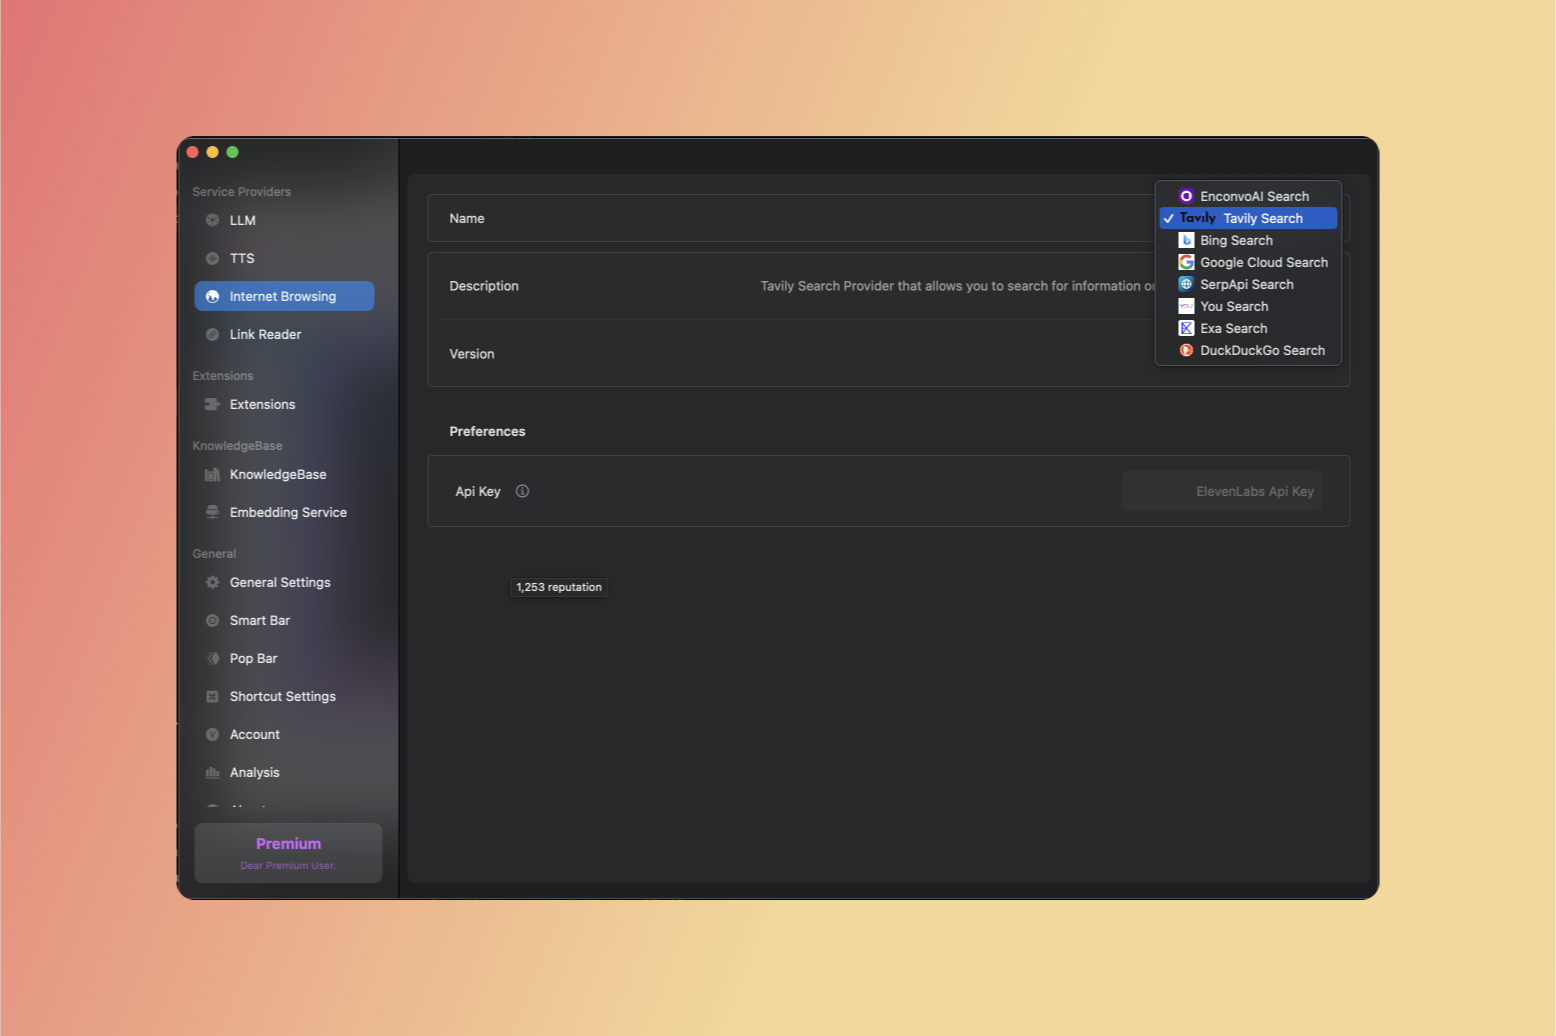 Service Providers
LLM
TTS
Internet Browsing
Link Reader
Extensions
Extensions
KnowledgeBase
KnowledgeBase
Embedding Service
General
General Settings
Smart Bar
Pop Bar
Shortcut Settings
Account
Analysis
Premium
Dear Premium User.
Name
Description
Tavily Search Provider that allows you to search for information
Version
Preferences
Api Key
ElevenLabs Api Key
1,253 reputation
EnconvoAI Search
✓ Tavily Tavily Search
Bing Search
Google Cloud Search
SerpApi Search
You Search
Exa Search
DuckDuckGo Search